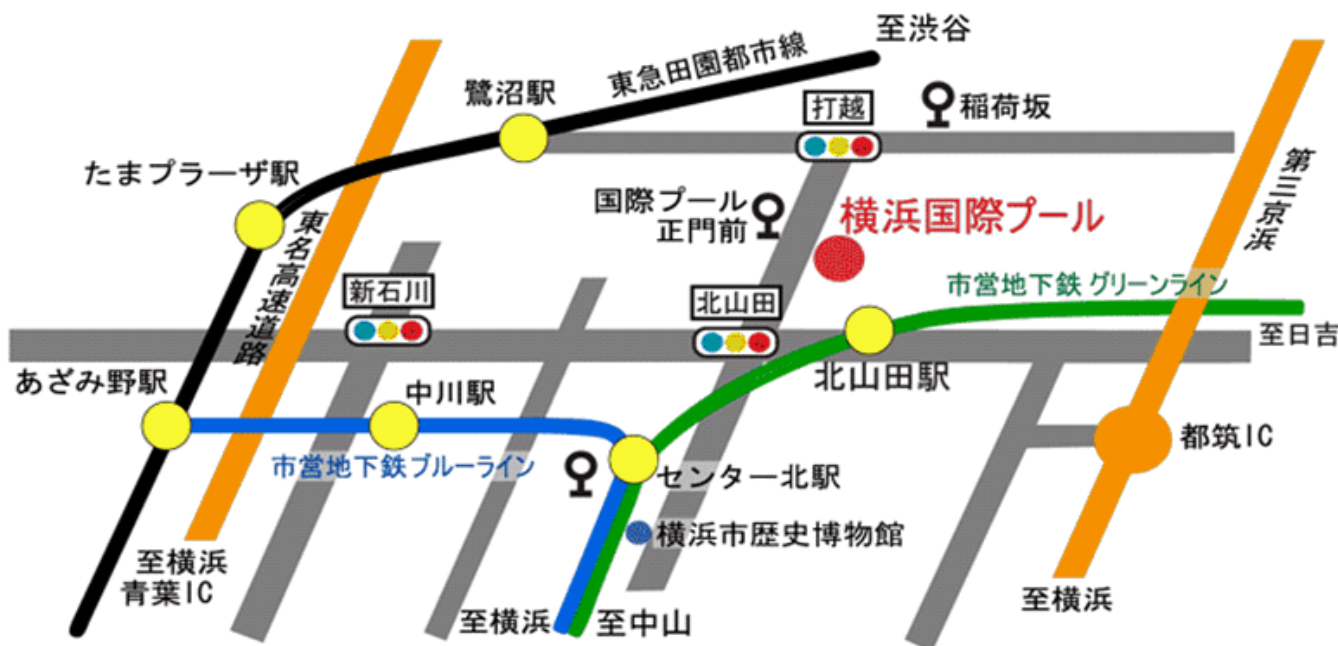 至渋谷
東急田園都市線
鷺沼駅
打越
稲荷坂
たまプラーザ駅
第三京浜
国際プール
正門前
横浜国際プール
東名高速道路
新石川
北山田
市営地下鉄 グリーンライン
至日吉
あざみ野駅
中川駅
北山田駅
都筑IC
市営地下鉄ブルーライン
センター北駅
横浜市歴史博物館
至横浜
青葉IC
至横浜
至中山
至横浜